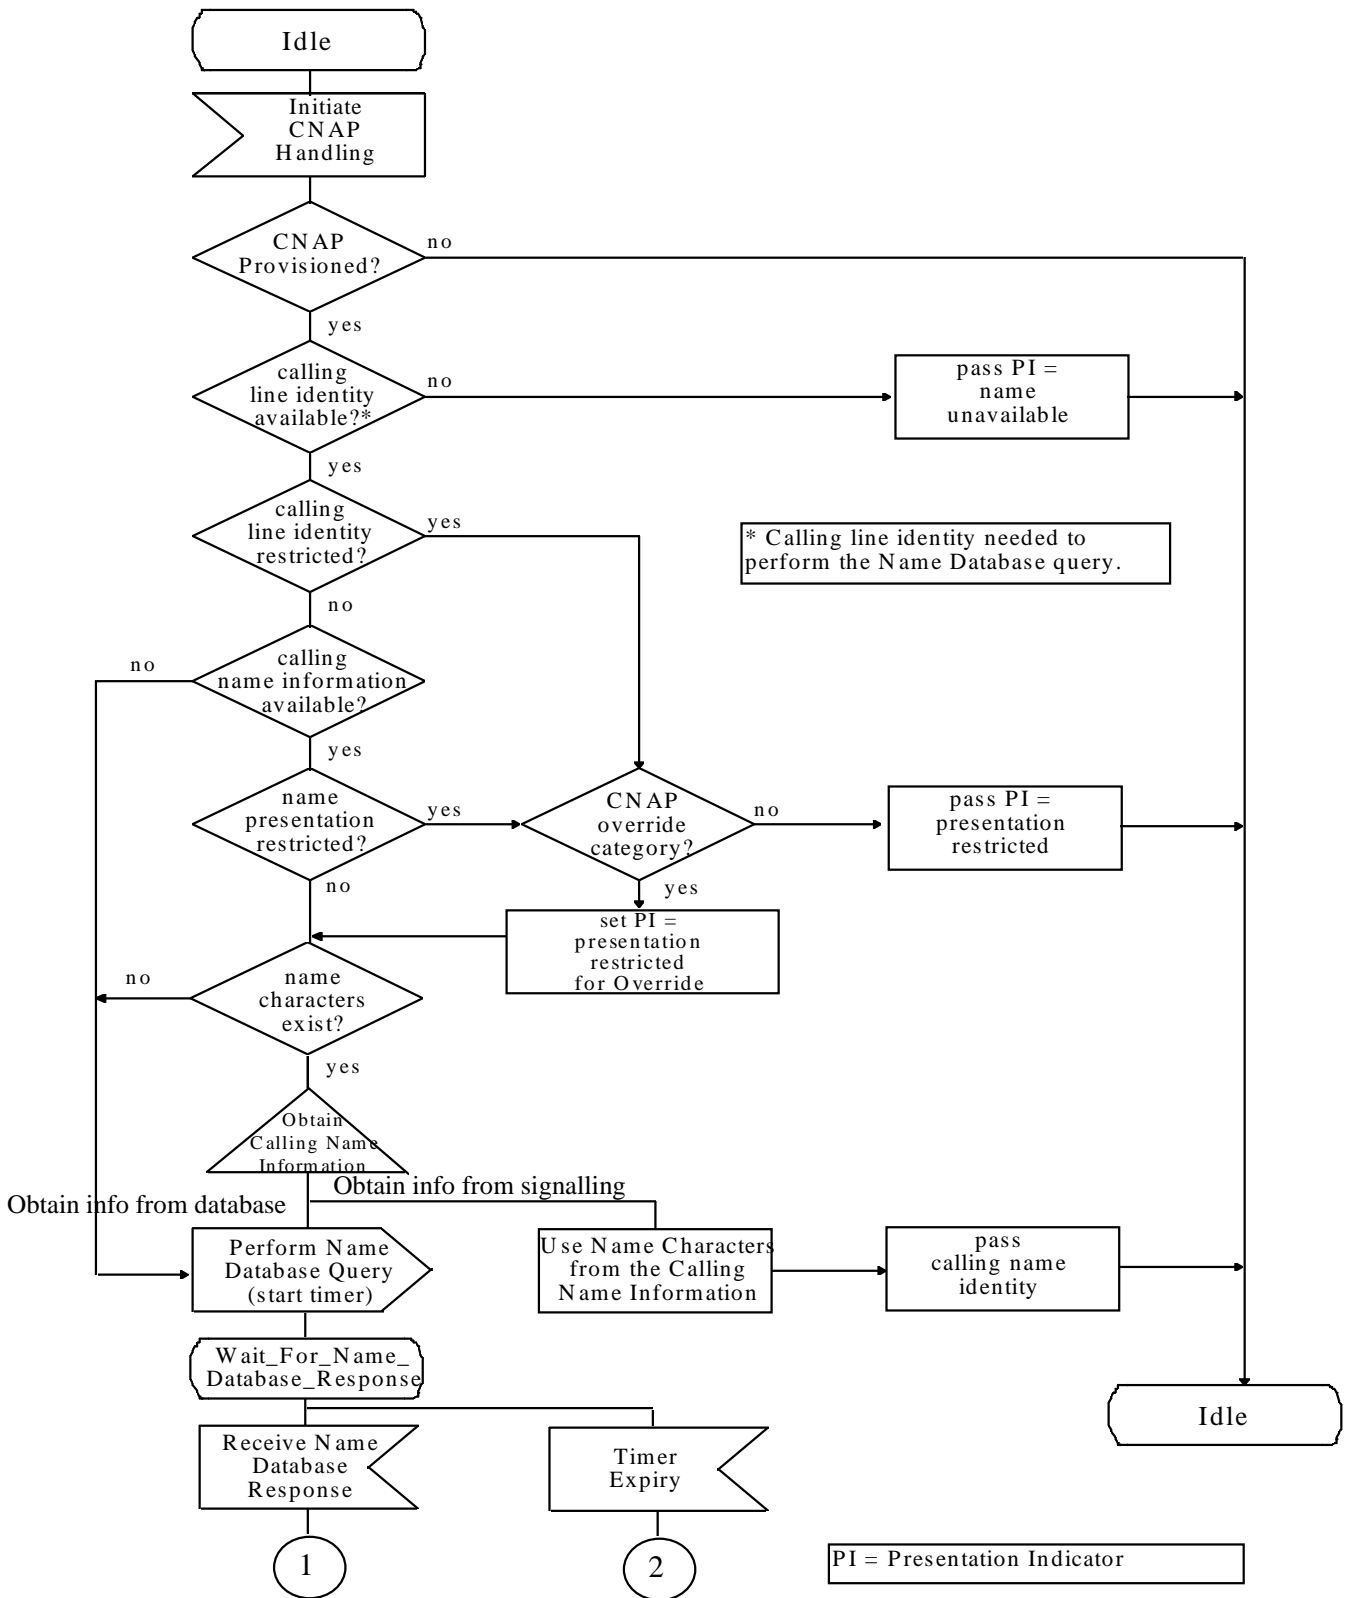 Idle
Initiate
CNAP
Handling
CNAP
Provisioned?
no
yes
calling
line identity
available?*
no
pass PI =
name
unavailable
yes
calling
line identity
restricted?
yes
* Calling line identity needed to
perform the Name Database query.
no
calling
name information
available?
no
yes
name
presentation
restricted?
yes
CNAP
override
category?
no
pass PI =
presentation
restricted
no
yes
set PI =
presentation
restricted
for Override
name
characters
exist?
no
yes
Obtain
Calling Name
Information
Obtain info from database
Obtain info from signalling
Perform Name
Database Query
(start timer)
Use Name Characters
from the Calling
Name Information
pass
calling name
identity
Wait_For_Name_
Database_Response
Idle
Receive Name
Database
Response
Timer
Expiry
1
2
PI = Presentation Indicator